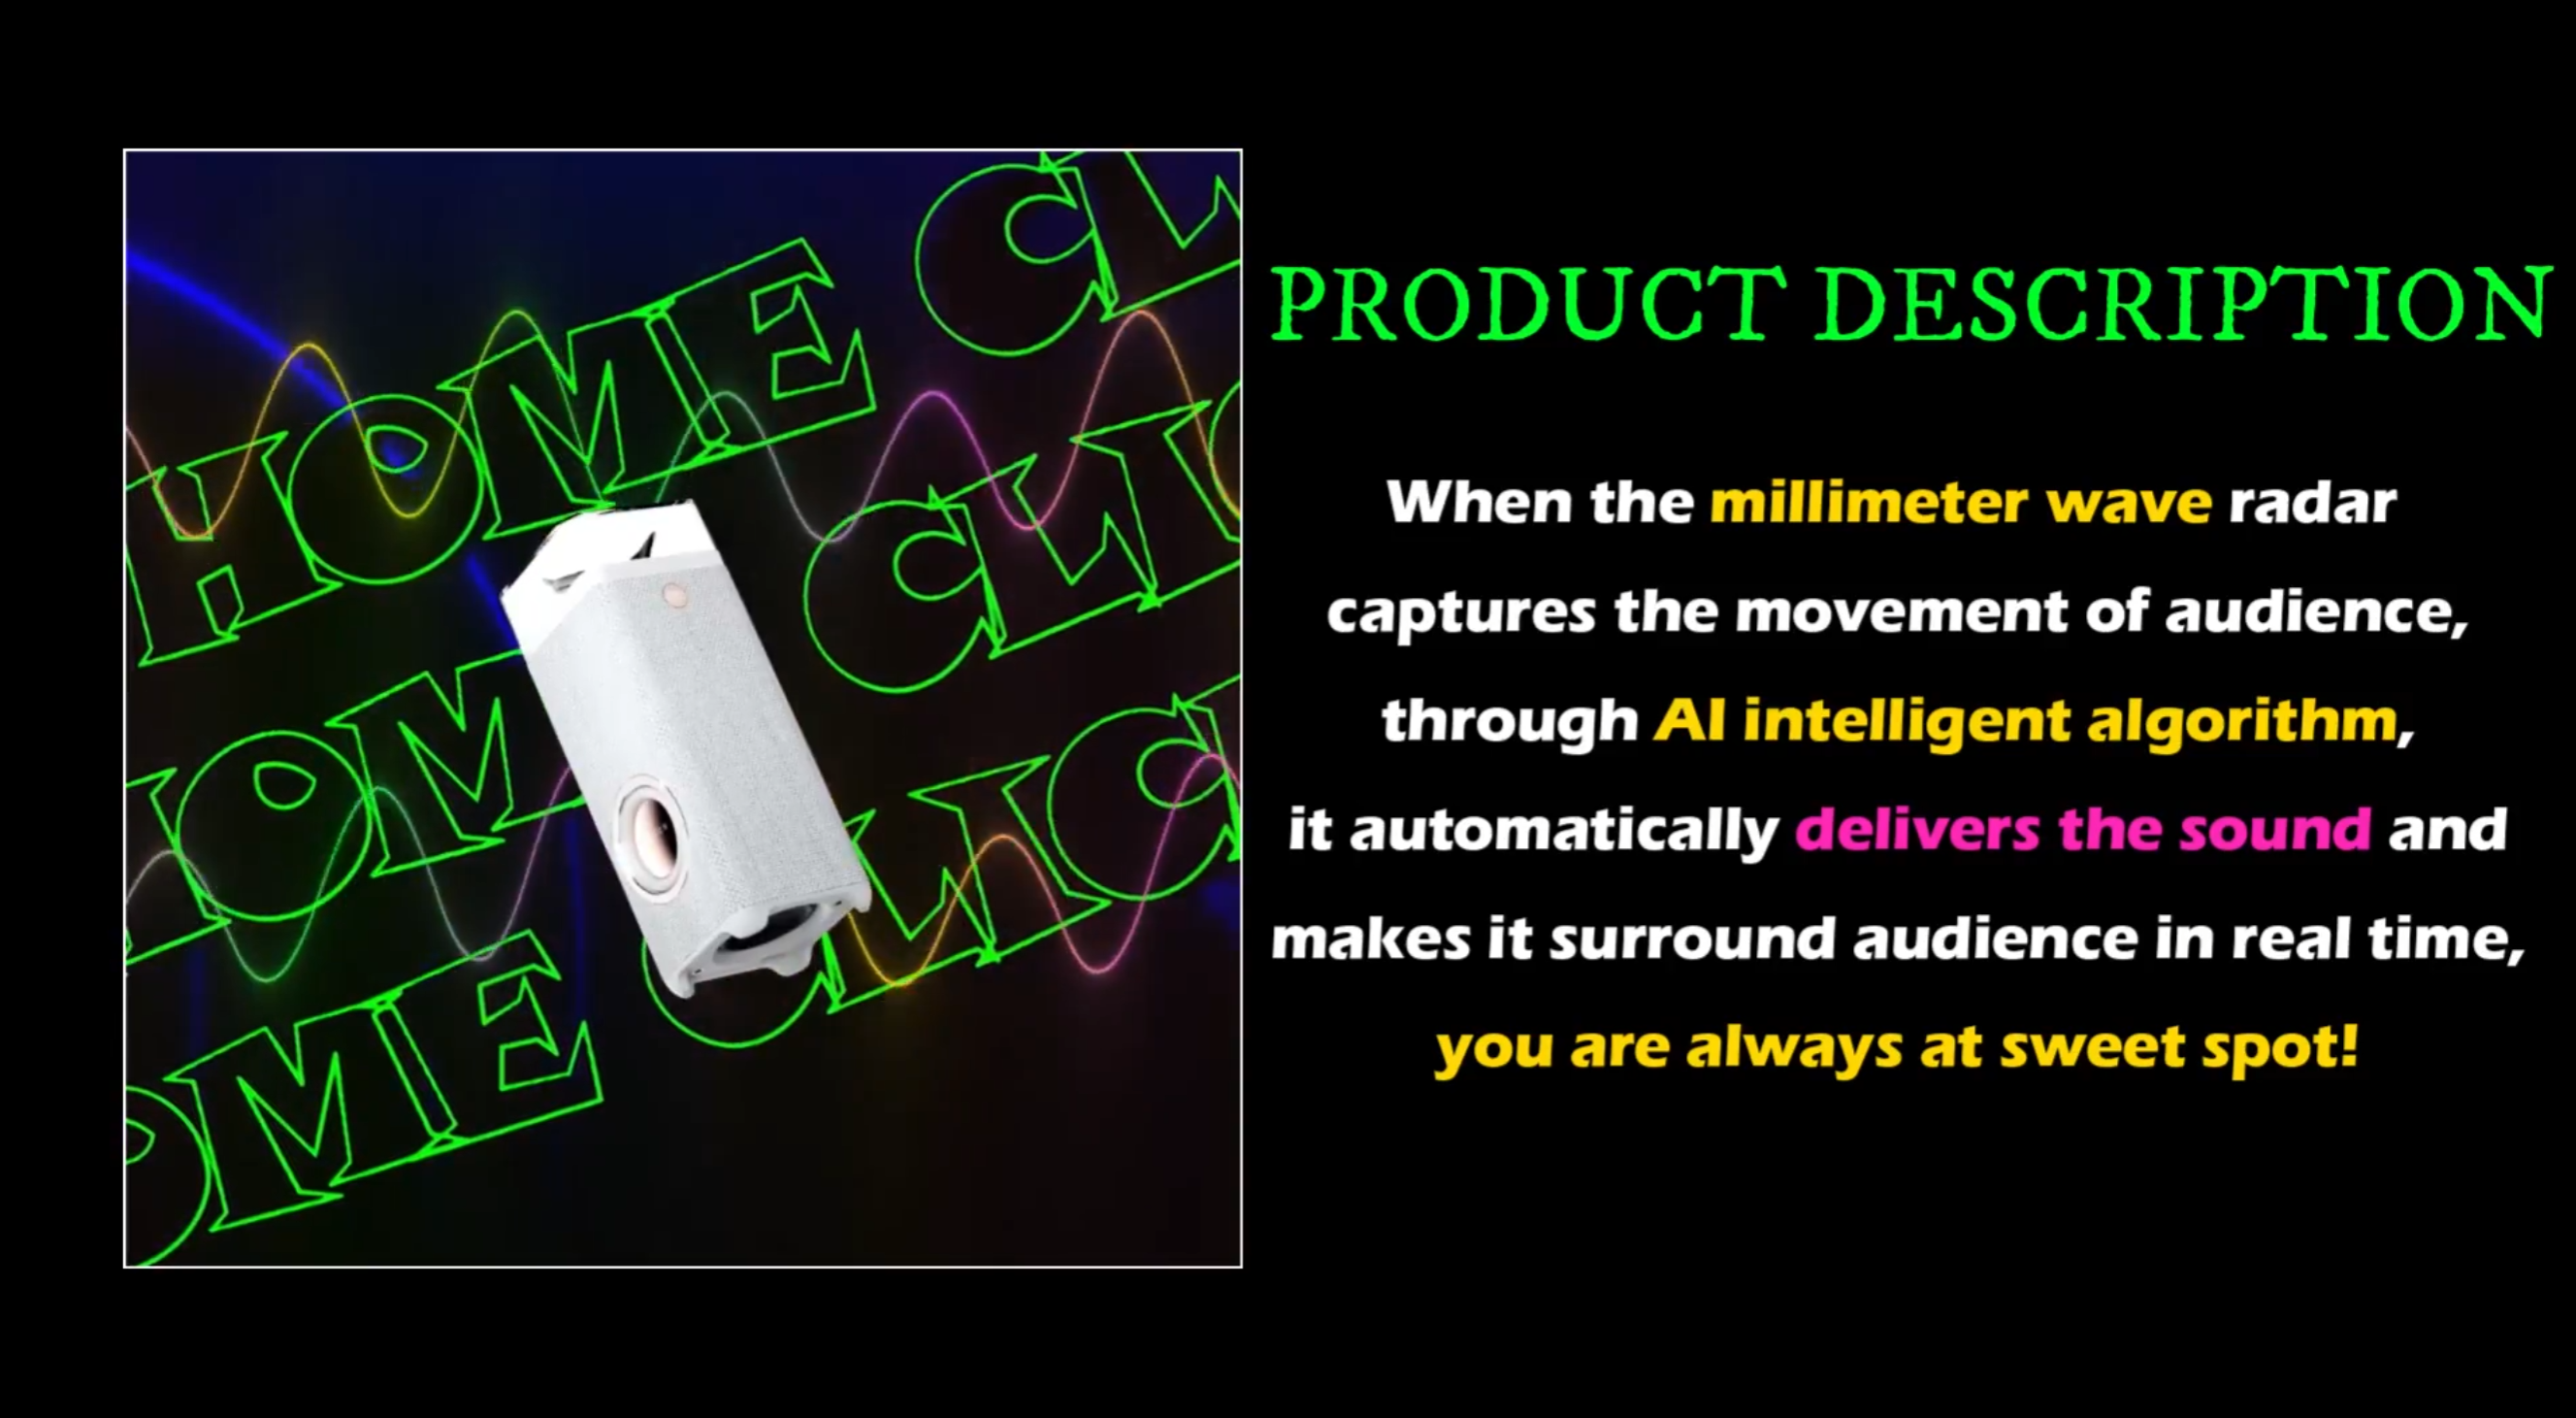 HOME CL
HOME CLIC
HOME CLIC
OME
PRODUCT DESCRIPTION
When the millimeter wave radar
captures the movement of audience,
through AI intelligent algorithm,
it automatically delivers the sound and
makes it surround audience in real time,
you are always at sweet spot!